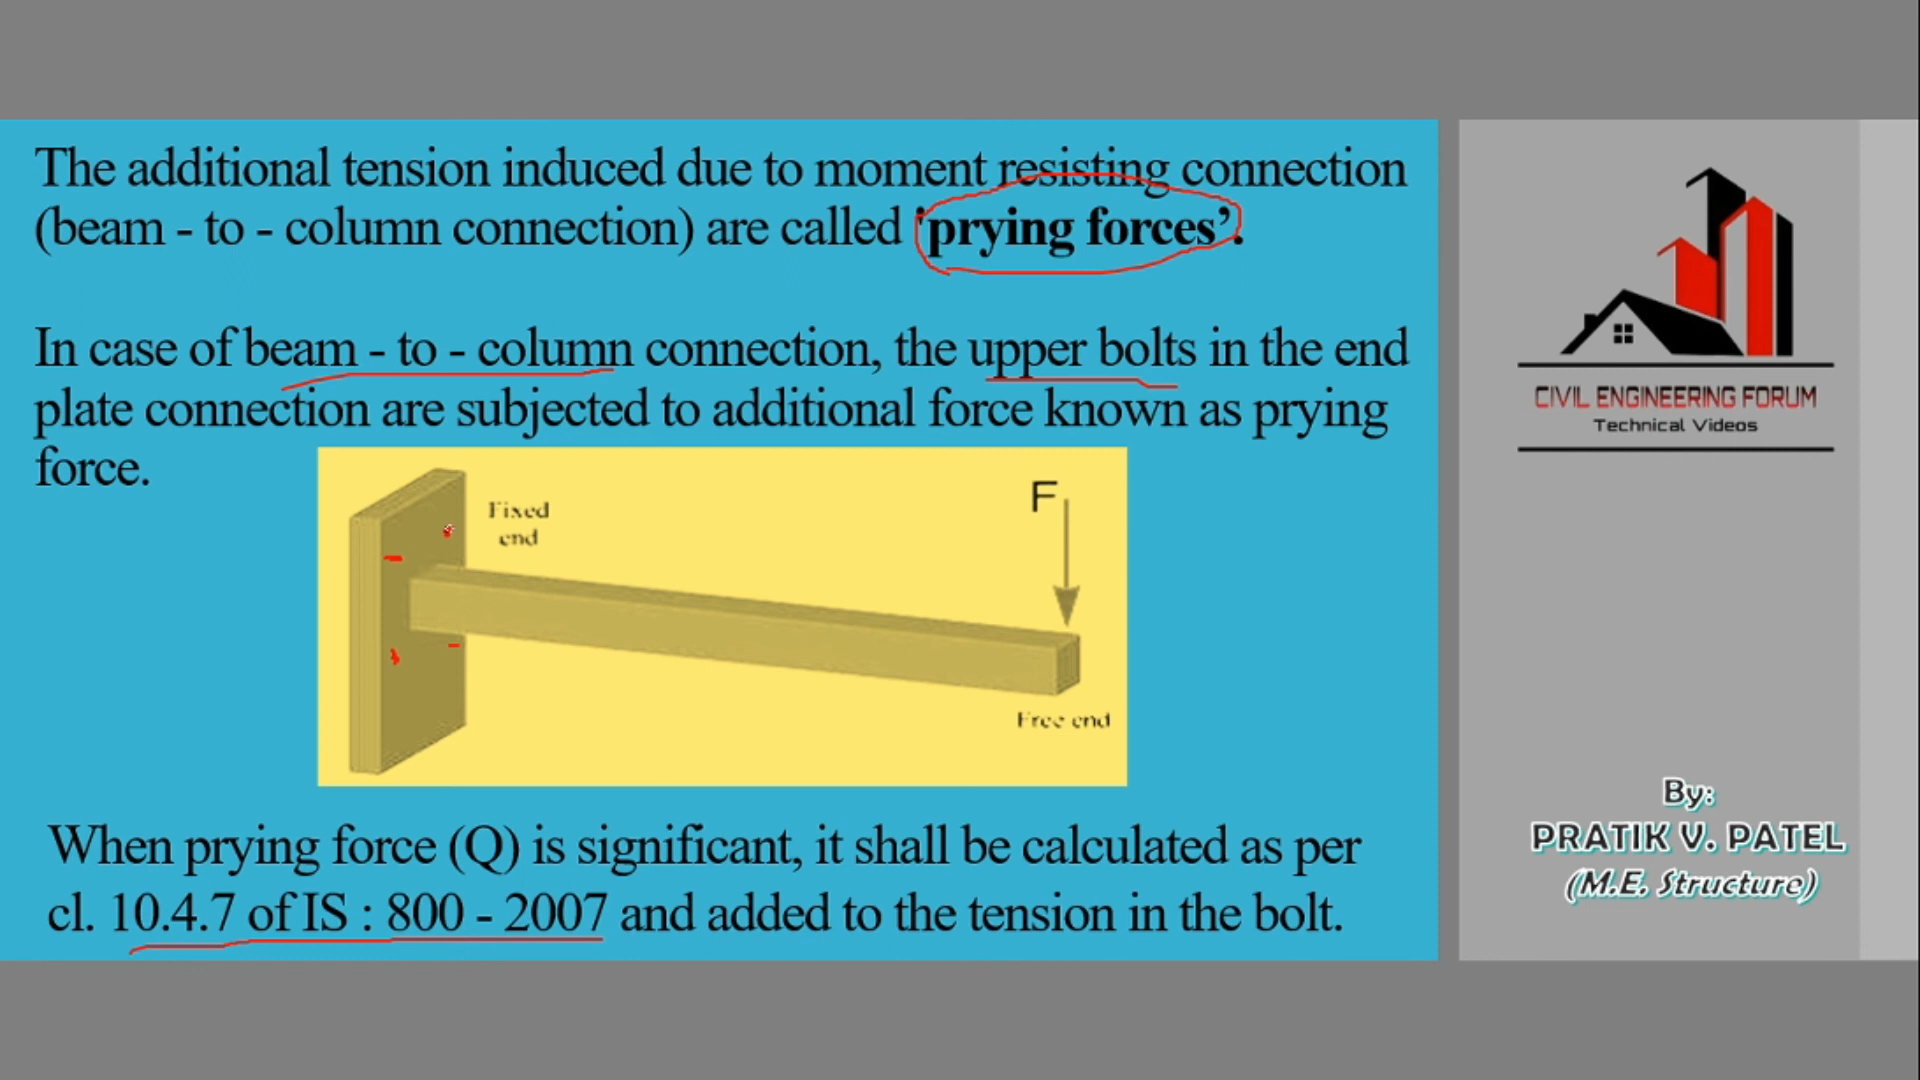 The additional tension induced due to moment resisting connection
(beam - to - column connection) are called 'prying forces’.
In case of beam - to - column connection, the upper bolts in the end
plate connection are subjected to additional force known as prying
force.
Fixed
end
F
Free end
When prying force (Q) is significant, it shall be calculated as per
cl. 10.4.7 of IS : 800 - 2007 and added to the tension in the bolt.
CIVIL ENGINEERING FORUM
Technical Videos
By:
PRATIK V. PATEL
(M.E. Structure)